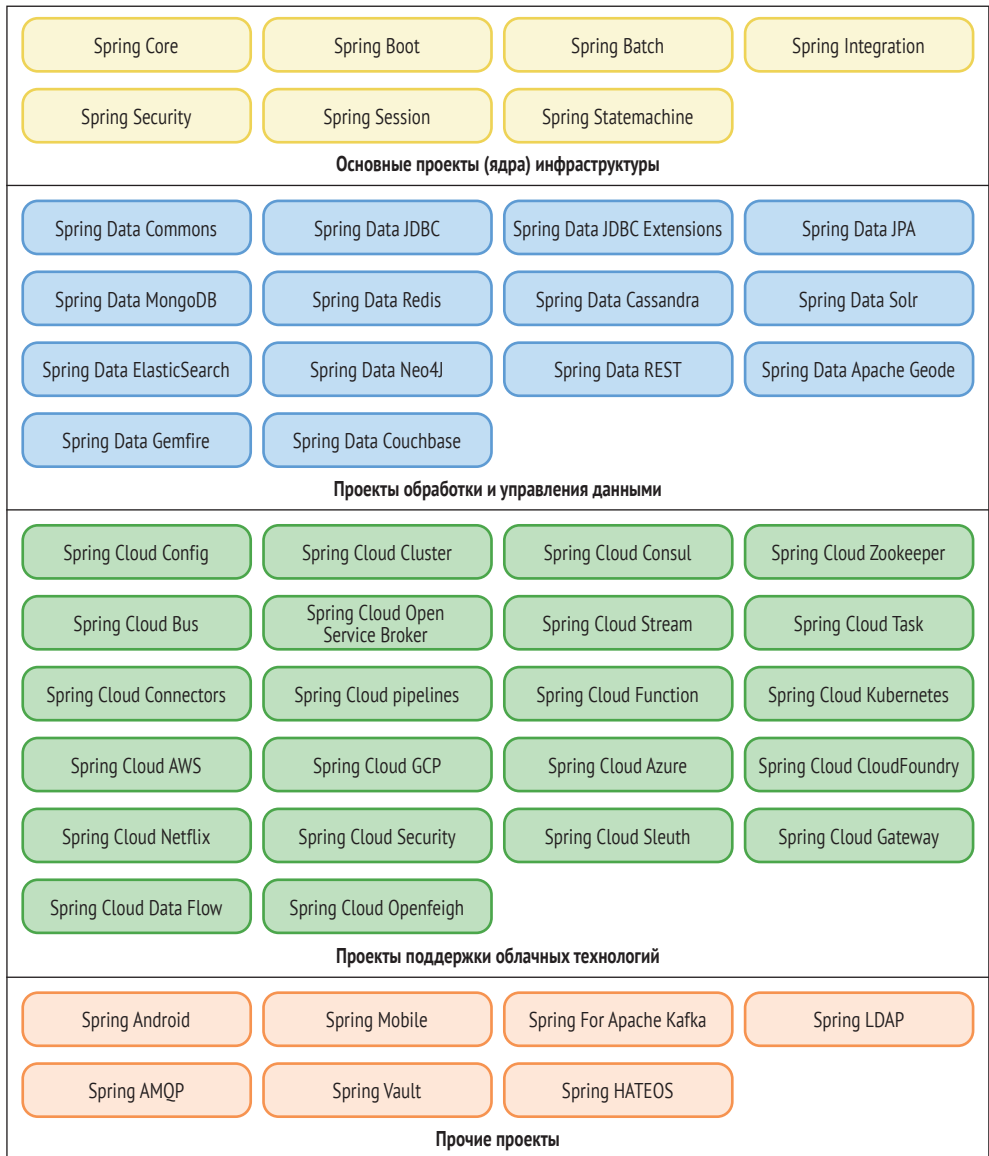 Spring Core
Spring Boot
Spring Batch
Spring Integration
Spring Security
Spring Session
Spring Statemachine
Основные проекты (ядра) инфраструктуры
Spring Data Commons
Spring Data JDBC
Spring Data JDBC Extensions
Spring Data JPA
Spring Data MongoDB
Spring Data Redis
Spring Data Cassandra
Spring Data Solr
Spring Data ElasticSearch
Spring Data Neo4J
Spring Data REST
Spring Data Apache Geode
Spring Data Gemfire
Spring Data Couchbase
Проекты обработки и управления данными
Spring Cloud Config
Spring Cloud Cluster
Spring Cloud Consul
Spring Cloud Zookeeper
Spring Cloud Bus
Spring Cloud Open
Service Broker
Spring Cloud Stream
Spring Cloud Task
Spring Cloud Connectors
Spring Cloud pipelines
Spring Cloud Function
Spring Cloud Kubernetes
Spring Cloud AWS
Spring Cloud GCP
Spring Cloud Azure
Spring Cloud CloudFoundry
Spring Cloud Netflix
Spring Cloud Security
Spring Cloud Sleuth
Spring Cloud Gateway
Spring Cloud Data Flow
Spring Cloud Openfeigh
Проекты поддержки облачных технологий
Spring Android
Spring Mobile
Spring For Apache Kafka
Spring LDAP
Spring AMQP
Spring Vault
Spring HATEOS
Прочие проекты